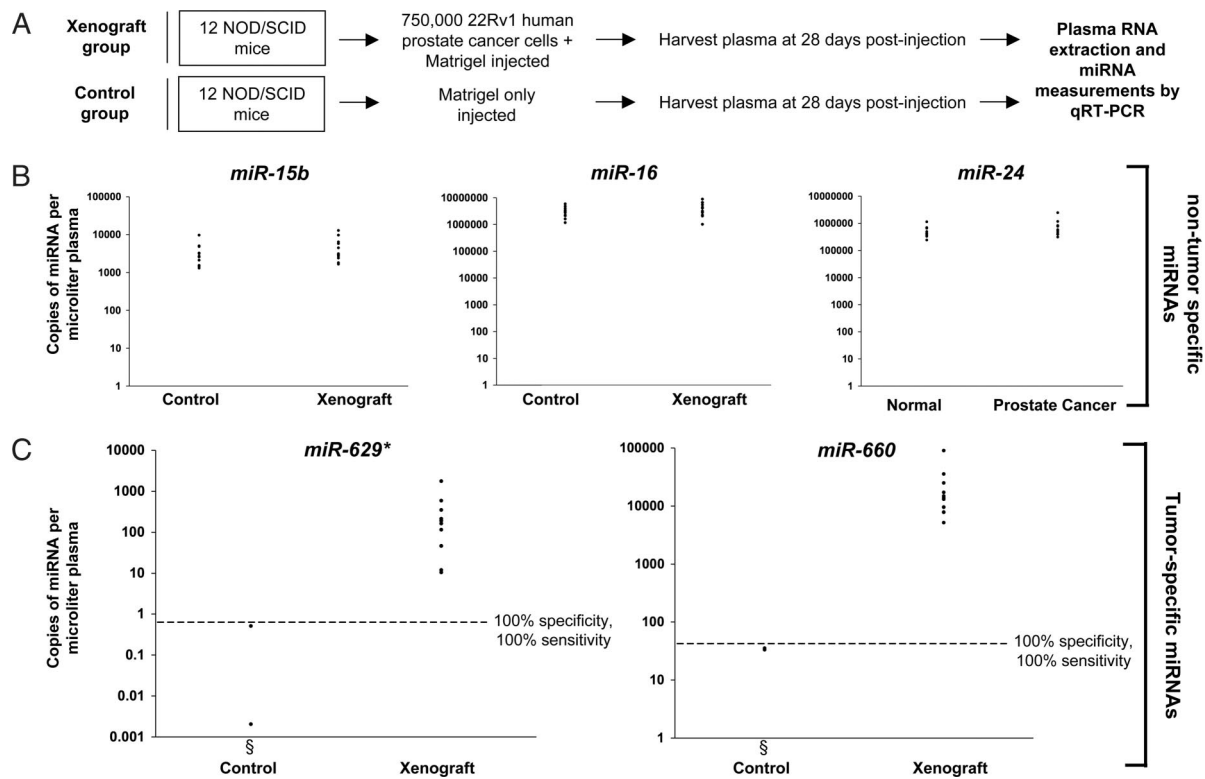 A
Xenograft
group
12 NOD/SCID
mice
750,000 22Rv1 human
prostate cancer cells +
Matrigel injected
Harvest plasma at 28 days post-injection
Control
group
12 NOD/SCID
mice
Matrigel only
injected
Harvest plasma at 28 days post-injection
Plasma RNA
extraction and
miRNA
measurements by
qRT-PCR
B
miR-15b
Copies of miRNA per
microliter plasma
100000
10000
1000
100
10
1
Control Xenograft
miR-16
10000000
1000000
100000
10000
1000
100
10
1
Control Xenograft
miR-24
10000000
1000000
100000
10000
1000
100
10
1
Normal Prostate Cancer
non-tumor specific
miRNAs
C
miR-629*
Copies of miRNA per
microliter plasma
10000
1000
100
10
1
0.1
0.01
0.001
100% specificity,
100% sensitivity
§
Control Xenograft
miR-660
100000
10000
1000
100
10
1
100% specificity,
100% sensitivity
§
Control Xenograft
Tumor-specific miRNAs